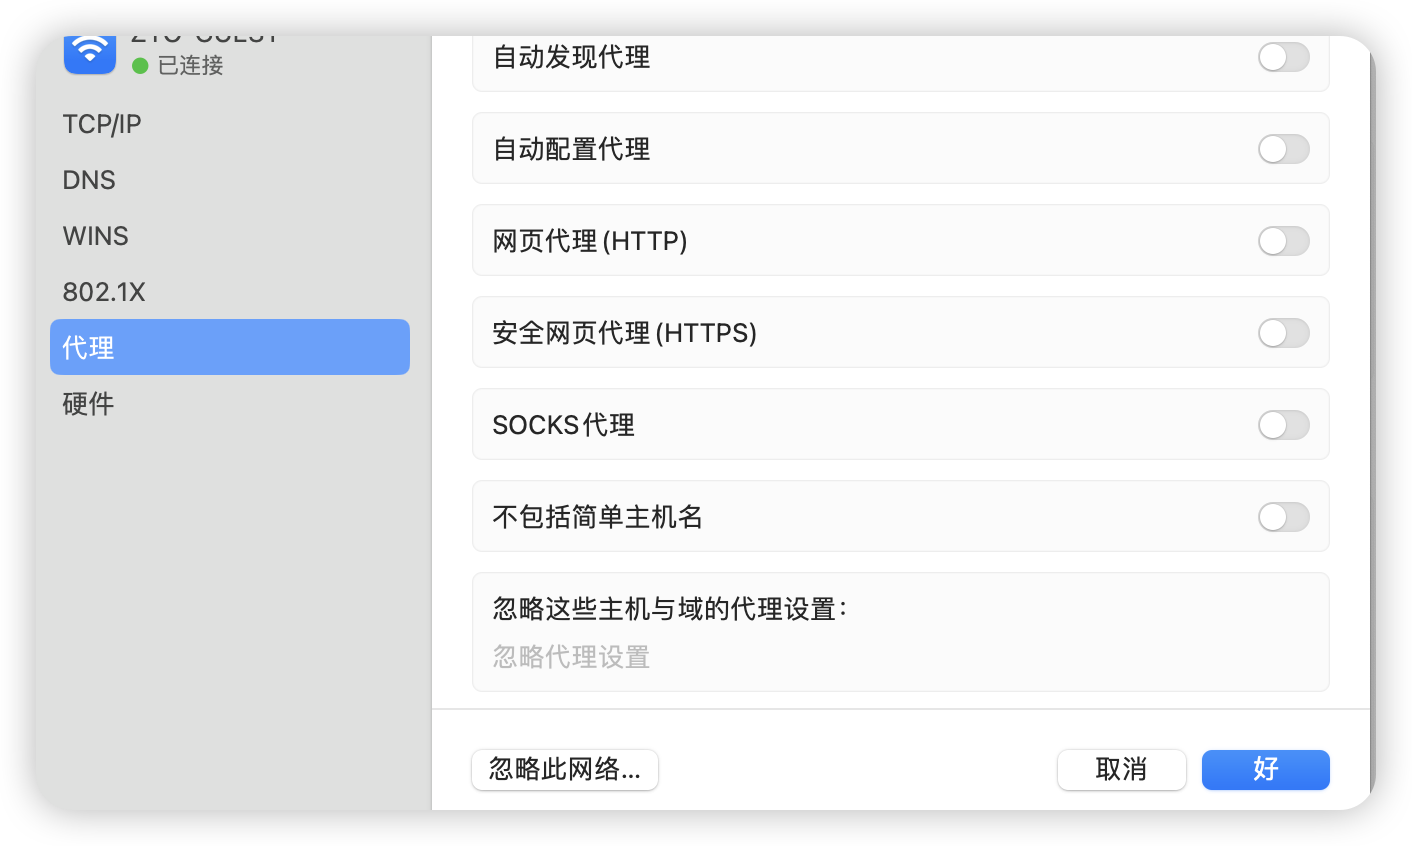 已连接
TCP/IP
DNS
WINS
802.1X
代理
硬件
自动发现代理
自动配置代理
网页代理(HTTP)
安全网页代理(HTTPS)
SOCKS代理
不包括简单主机名
忽略这些主机与域的代理设置：
忽略代理设置
忽略此网络...
取消
好